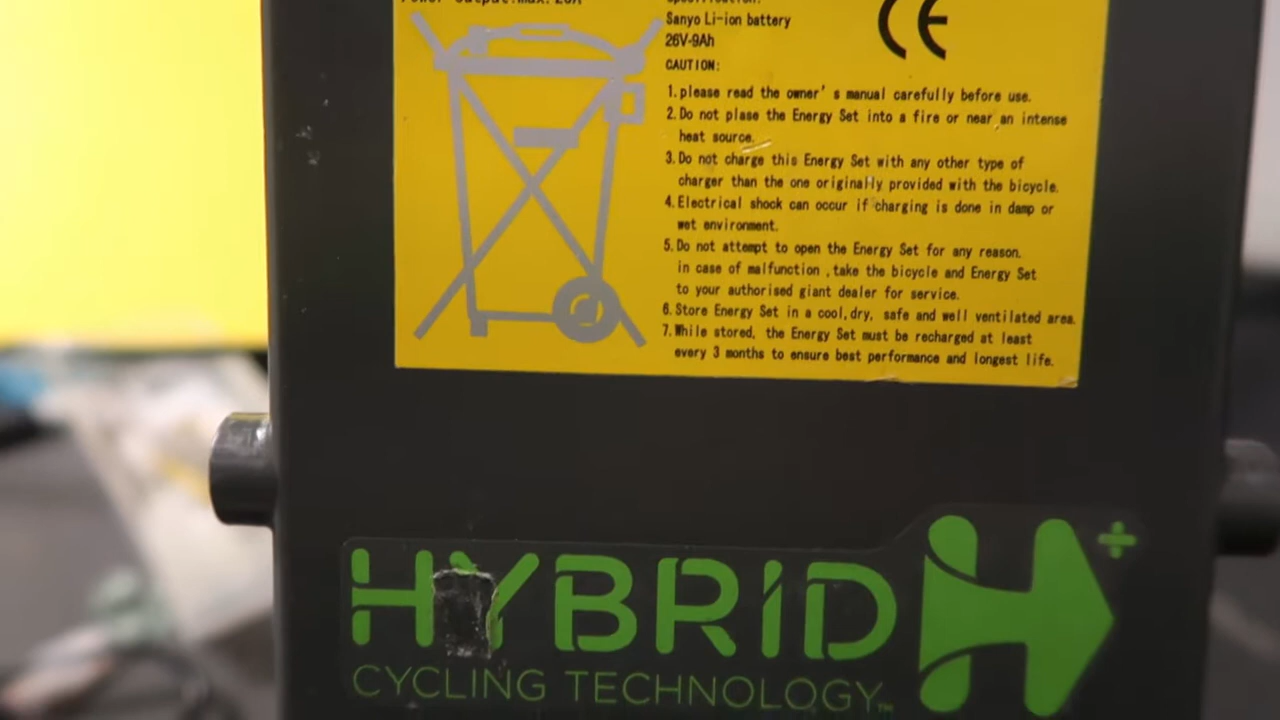 Power Output:max. 20A
Specification:
Sanyo Li-ion battery
26V-9Ah
CE
CAUTION:
1.please read the owner's manual carefully before use.
2.Do not plase the Energy Set into a fire or near an intense
heat source.
3.Do not charge this Energy Set with any other type of
charger than the one originally provided with the bicycle.
4.Electrical shock can occur if charging is done in damp or
wet environment.
5.Do not attempt to open the Energy Set for any reason.
in case of malfunction ,take the bicycle and Energy Set
to your authorised giant dealer for service.
6.Store Energy Set in a cool,dry, safe and well ventilated area.
7.While stored, the Energy Set must be recharged at least
every 3 months to ensure best performance and longest life.
HYBRID H+
CYCLING TECHNOLOGY™